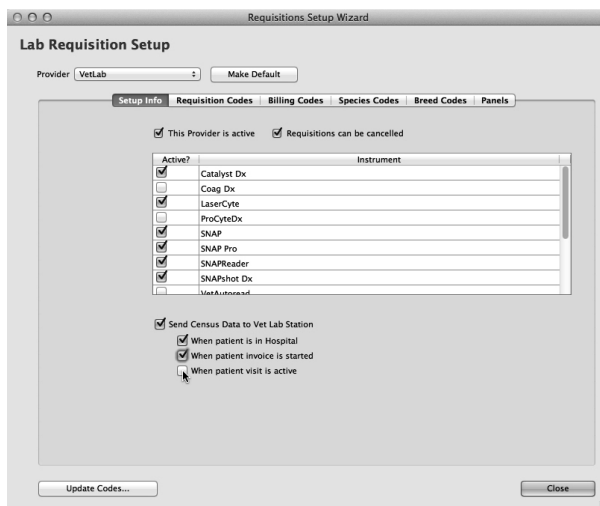 Requisitions Setup Wizard
Lab Requisition Setup
Provider VetLab Make Default
Setup Info Requisition Codes Billing Codes Species Codes Breed Codes Panels
This Provider is active Requisitions can be cancelled
Active? Instrument
Catalyst Dx
Coag Dx
LaserCyte
ProCyteDx
SNAP
SNAP Pro
SNAPReader
SNAPshot Dx
VetAutoread
Send Census Data to Vet Lab Station
When patient is in Hospital
When patient invoice is started
When patient visit is active
Update Codes... Close